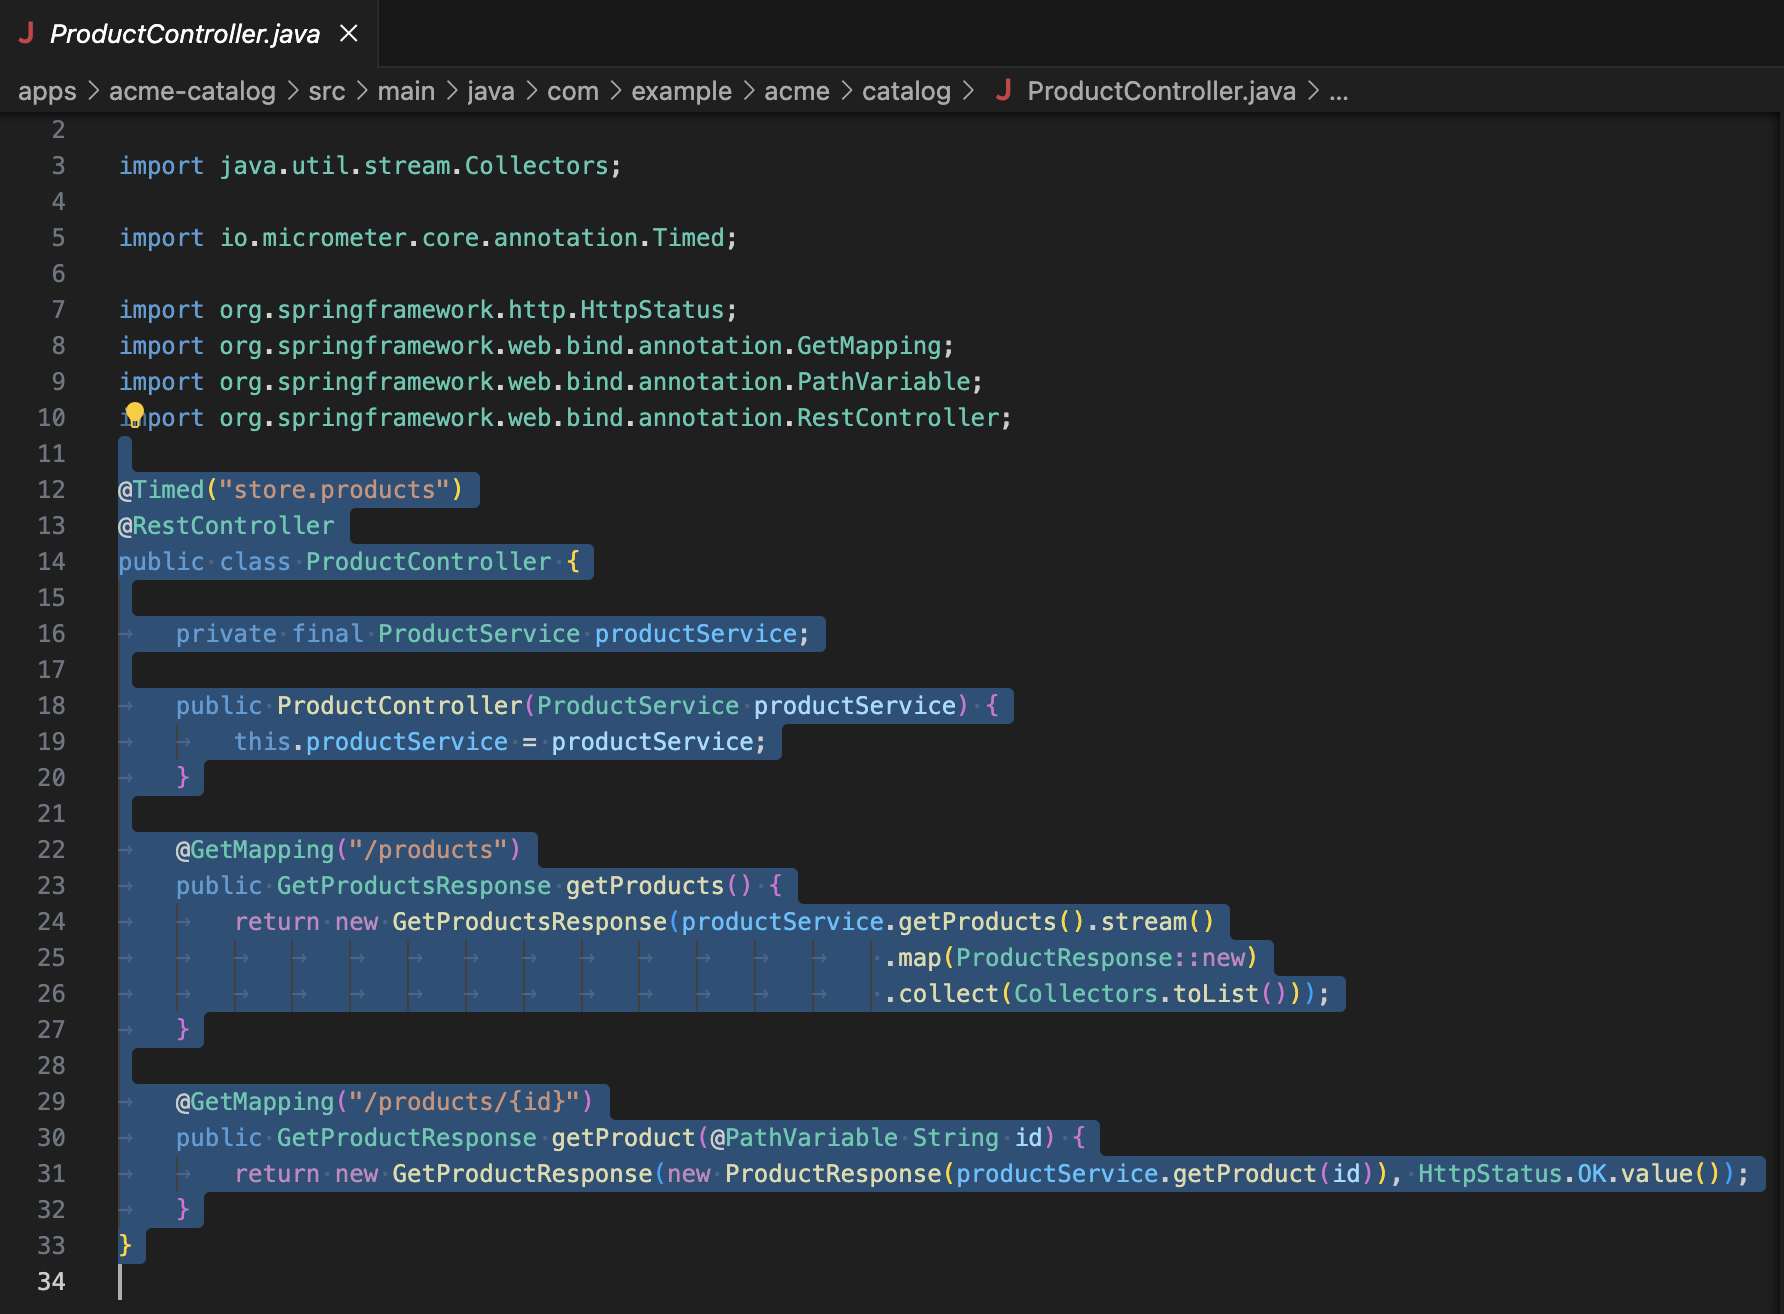 ProductController.java
apps > acme-catalog > src > main > java > com > example > acme > catalog > ProductController.java > ...
2
3 import java.util.stream.Collectors;
4
5 import io.micrometer.core.annotation.Timed;
6
7 import org.springframework.http.HttpStatus;
8 import org.springframework.web.bind.annotation.GetMapping;
9 import org.springframework.web.bind.annotation.PathVariable;
10 import org.springframework.web.bind.annotation.RestController;
11
12 @Timed("store.products")
13 @RestController
14 public class ProductController {
15
16     private final ProductService productService;
17
18     public ProductController(ProductService productService) {
19         this.productService = productService;
20     }
21
22     @GetMapping("/products")
23     public GetProductsResponse getProducts() {
24         return new GetProductsResponse(productService.getProducts().stream()
25                                                      .map(ProductResponse::new)
26                                                      .collect(Collectors.toList()));
27     }
28
29     @GetMapping("/products/{id}")
30     public GetProductResponse getProduct(@PathVariable String id) {
31         return new GetProductResponse(new ProductResponse(productService.getProduct(id)), HttpStatus.OK.value());
32     }
33 }
34